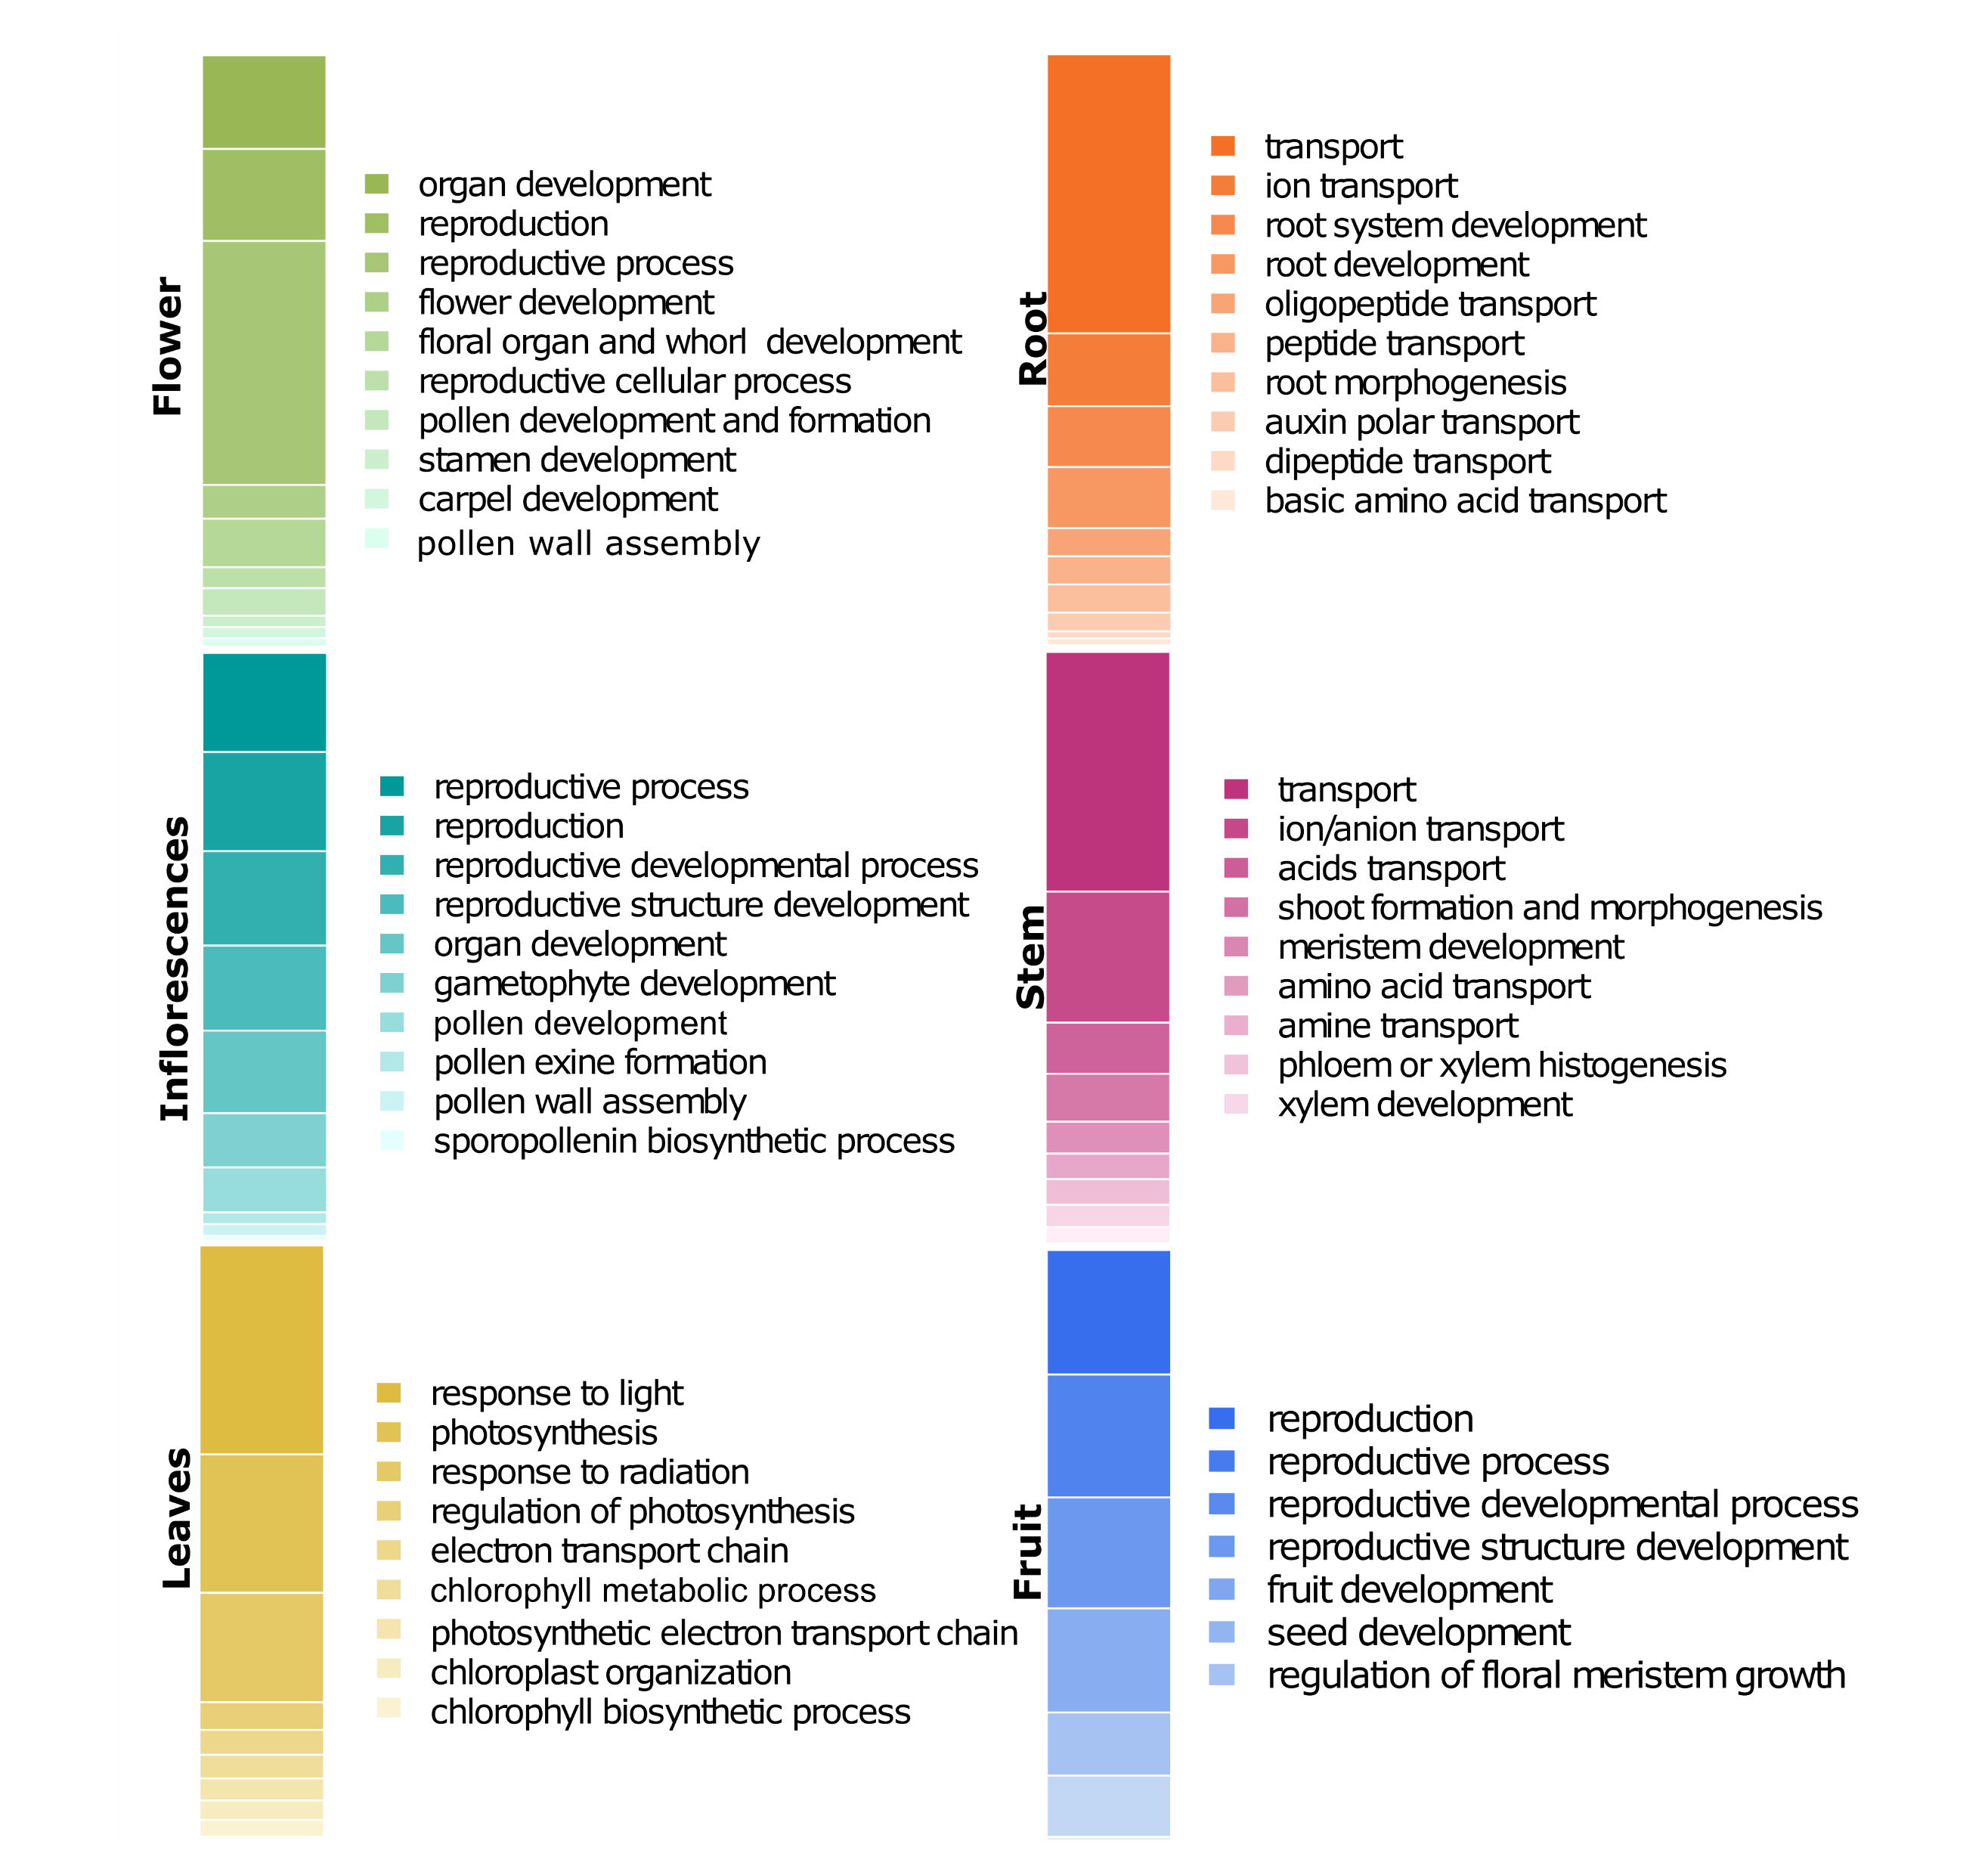 Flower
organ development
reproduction
reproductive process
flower development
floral organ and whorl development
reproductive cellular process
pollen development and formation
stamen development
carpel development
pollen wall assembly
Root
transport
ion transport
root system development
root development
oligopeptide transport
peptide transport
root morphogenesis
auxin polar transport
dipeptide transport
basic amino acid transport
Inflorescences
reproductive process
reproduction
reproductive developmental process
reproductive structure development
organ development
gametophyte development
pollen development
pollen exine formation
pollen wall assembly
sporopollenin biosynthetic process
Stem
transport
ion/anion transport
acids transport
shoot formation and morphogenesis
meristem development
amino acid transport
amine transport
phloem or xylem histogenesis
xylem development
Leaves
response to light
photosynthesis
response to radiation
regulation of photosynthesis
electron transport chain
chlorophyll metabolic process
photosynthetic electron transport chain
chloroplast organization
chlorophyll biosynthetic process
Fruit
reproduction
reproductive process
reproductive developmental process
reproductive structure development
fruit development
seed development
regulation of floral meristem growth